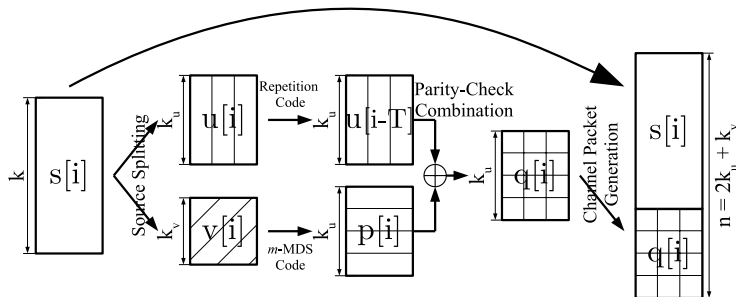 k
s[i]
Source Splitting
k_u
u[i]
k_v
v[i]
Repetition
Code
m-MDS
Code
k_u
u[i-T]
k_u
p[i]
Parity-Check
Combination
k_u
q[i]
Channel Packet
Generation
s[i]
q[i]
n = 2k_u + k_v